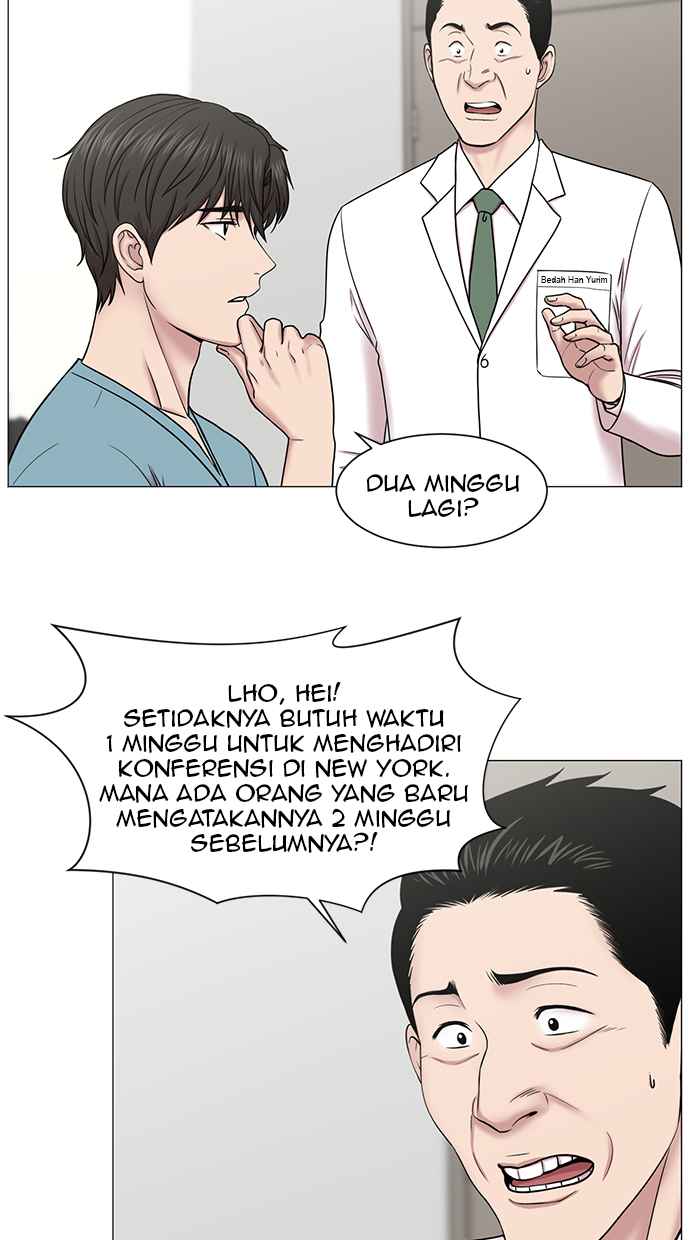 Bedah Han Yurim
DUA MINGGU
LAGI?
LHO, HEI!
SETIDAKNYA BUTUH WAKTU
1 MINGGU UNTUK MENGHADIRI
KONFERENSI DI NEW YORK.
MANA ADA ORANG YANG BARU
MENGATAKANNYA 2 MINGGU
SEBELUMNYA?!